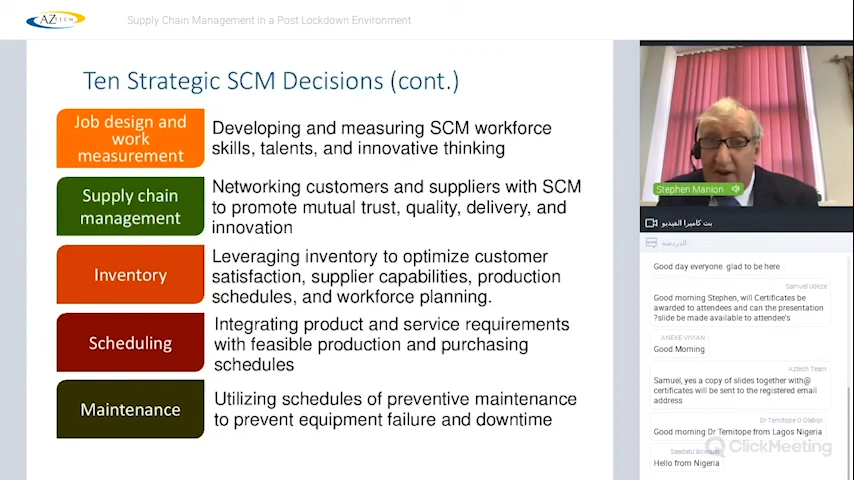 AZTECH
Supply Chain Management in a Post Lockdown Environment
Ten Strategic SCM Decisions (cont.)
Job design and
work
measurement
Developing and measuring SCM workforce
skills, talents, and innovative thinking
Supply chain
management
Networking customers and suppliers with SCM
to promote mutual trust, quality, delivery, and
innovation
Inventory
Leveraging inventory to optimize customer
satisfaction, supplier capabilities, production
schedules, and workforce planning.
Scheduling
Integrating product and service requirements
with feasible production and purchasing
schedules
Maintenance
Utilizing schedules of preventive maintenance
to prevent equipment failure and downtime
Stephen Manion
بث كاميرا الفيديو
الدردشة
Good day everyone: glad to be here
Samuel Udeze
Good morning Stephen, will Certificates be
awarded to attendees and can the presentation
?slide be made available to attendee's
ANEKE VIVIAN
Good Morning
Aztech Team
Samuel, yes a copy of slides together with@
certificates will be sent to the registered email
address
Dr Temitope O
Good morning Dr Temitope from Lagos Nigeria
Saadatu
Hello from Nigeria
ClickMeeting